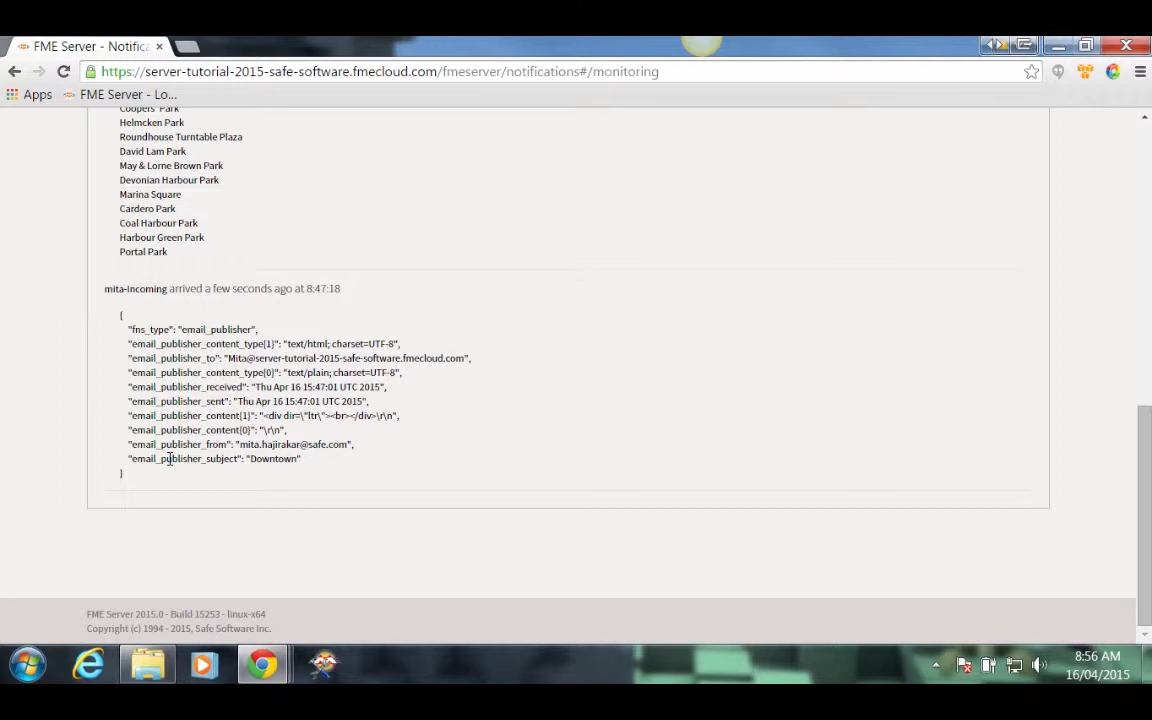 FME Server - Notifica
https://server-tutorial-2015-safe-software.fmecloud.com/fmeserver/notifications#/monitoring
Apps
FME Server - Lo...
Coopers' Park
Helmcken Park
Roundhouse Turntable Plaza
David Lam Park
May & Lorne Brown Park
Devonian Harbour Park
Marina Square
Cardero Park
Coal Harbour Park
Harbour Green Park
Portal Park
mita-Incoming arrived a few seconds ago at 8:47:18
{
"fns_type": "email_publisher",
"email_publisher_content_type{1}": "text/html; charset=UTF-8",
"email_publisher_to": "Mita@server-tutorial-2015-safe-software.fmecloud.com",
"email_publisher_content_type{0}": "text/plain; charset=UTF-8",
"email_publisher_received": "Thu Apr 16 15:47:01 UTC 2015",
"email_publisher_sent": "Thu Apr 16 15:47:01 UTC 2015",
"email_publisher_content{1}": "<div dir=\"ltr\"><br></div>\r\n",
"email_publisher_content{0}": "\r\n",
"email_publisher_from": "mita.hajirakar@safe.com",
"email_publisher_subject": "Downtown"
}
FME Server 2015.0 - Build 15253 - linux-x64
Copyright (c) 1994 - 2015, Safe Software Inc.
8:56 AM
16/04/2015